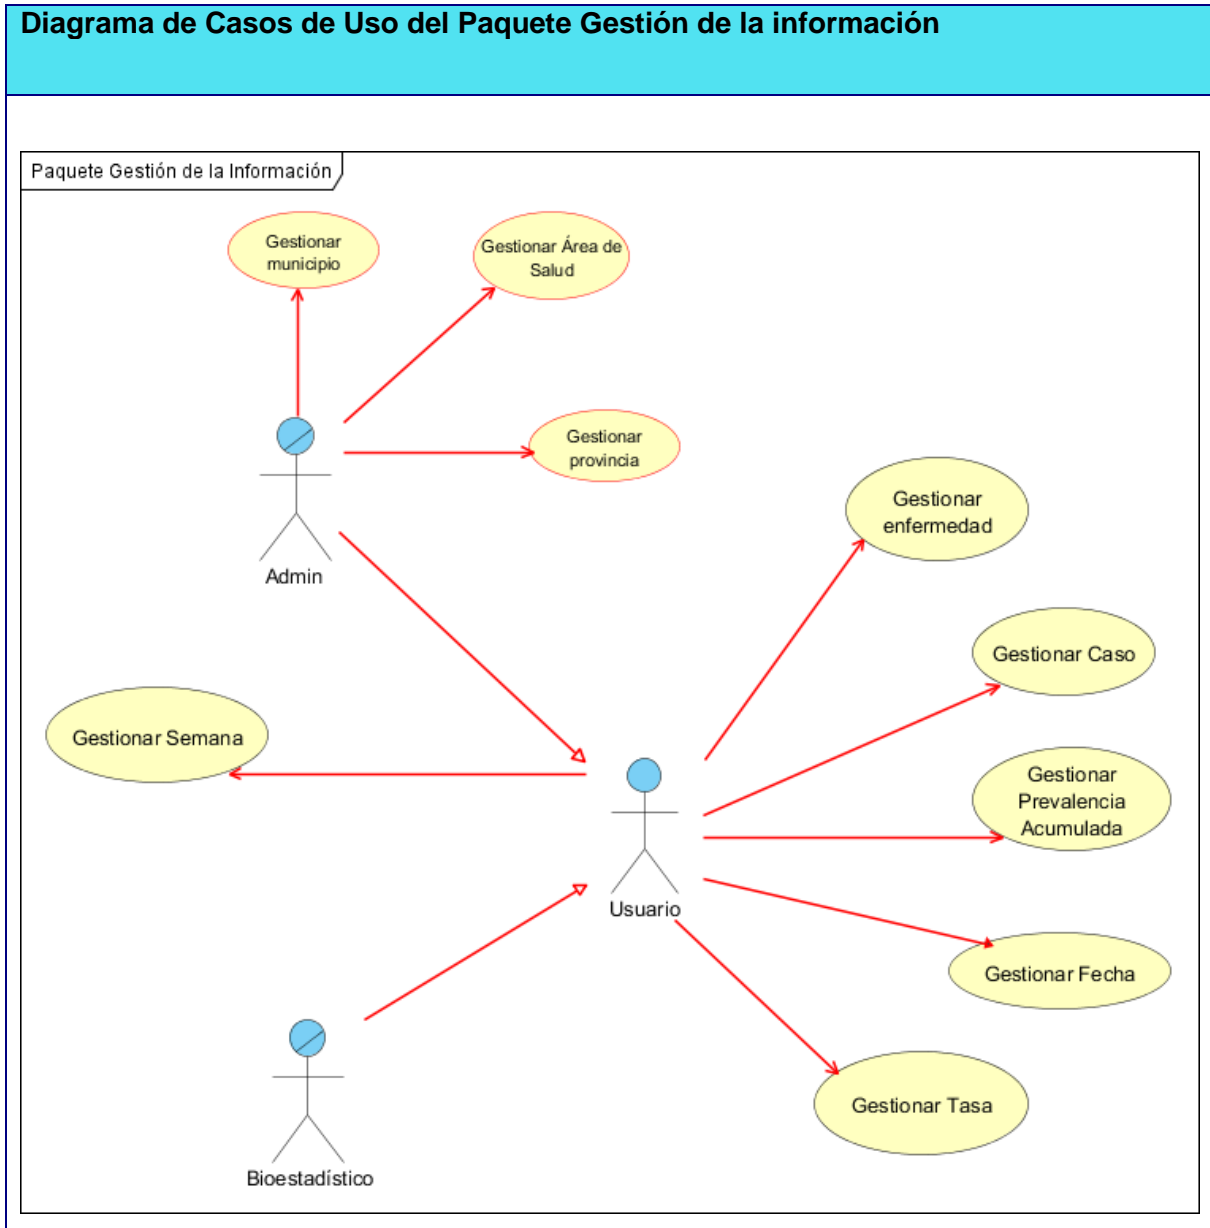 Diagrama de Casos de Uso del Paquete Gestión de la información
Paquete Gestión de la Información
Gestionar
municipio
Gestionar Área de
Salud
Gestionar
provincia
Admin
Gestionar
enfermedad
Gestionar Caso
Gestionar Semana
Gestionar
Prevalencia
Acumulada
Usuario
Gestionar Fecha
Gestionar Tasa
Bioestadístico